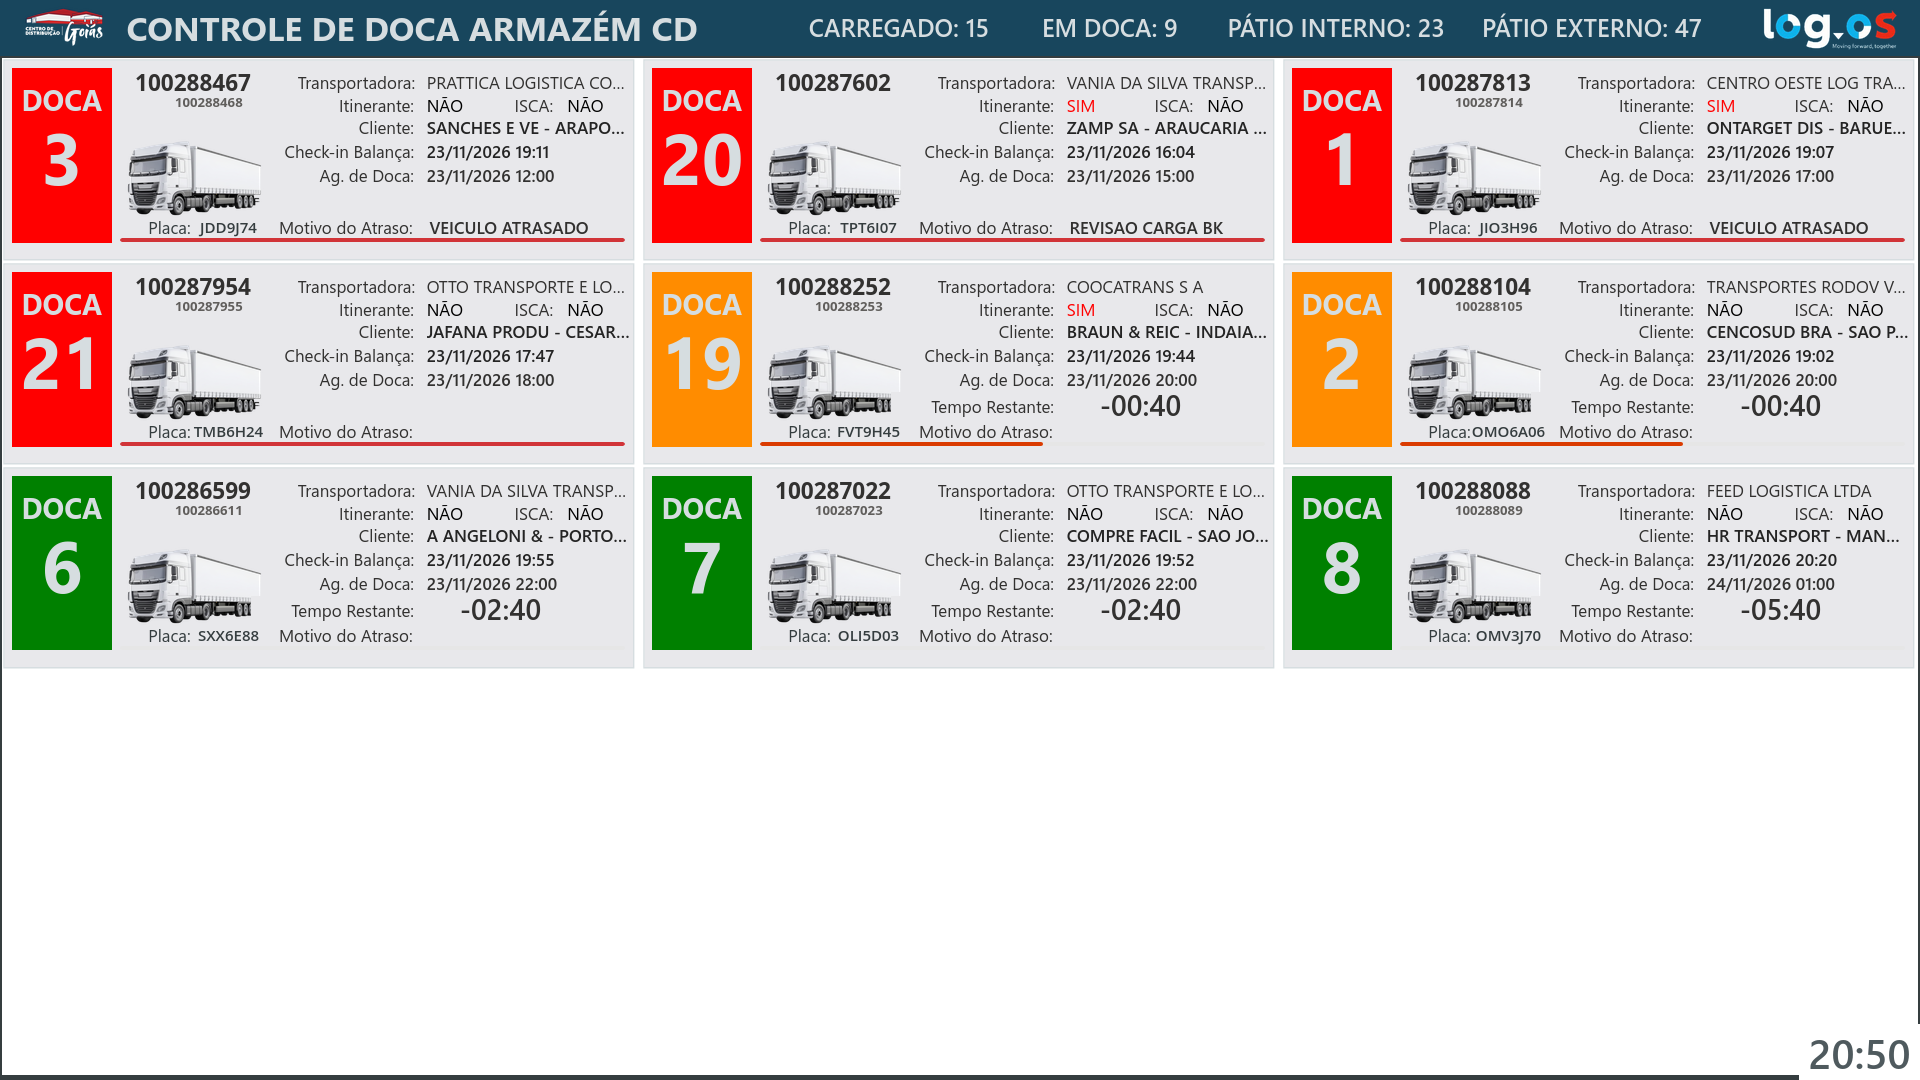 CENTRO DE DISTRIBUIÇÃO Goiás
CONTROLE DE DOCA ARMAZÉM CD
CARREGADO: 15
EM DOCA: 9
PÁTIO INTERNO: 23
PÁTIO EXTERNO: 47
log.os
Moving forward, together
DOCA
3
100288467
100288468
Transportadora: PRATTICA LOGISTICA CO...
Itinerante: NÃO ISCA: NÃO
Cliente: SANCHES E VE - ARAPO...
Check-in Balança: 23/11/2026 19:11
Ag. de Doca: 23/11/2026 12:00
Placa: JDD9J74 Motivo do Atraso: VEICULO ATRASADO
DOCA
20
100287602
Transportadora: VANIA DA SILVA TRANSP...
Itinerante: SIM ISCA: NÃO
Cliente: ZAMP SA - ARAUCARIA ...
Check-in Balança: 23/11/2026 16:04
Ag. de Doca: 23/11/2026 15:00
Placa: TPT6I07 Motivo do Atraso: REVISAO CARGA BK
DOCA
1
100287813
100287814
Transportadora: CENTRO OESTE LOG TRA...
Itinerante: SIM ISCA: NÃO
Cliente: ONTARGET DIS - BARUE...
Check-in Balança: 23/11/2026 19:07
Ag. de Doca: 23/11/2026 17:00
Placa: JIO3H96 Motivo do Atraso: VEICULO ATRASADO
DOCA
21
100287954
100287955
Transportadora: OTTO TRANSPORTE E LO...
Itinerante: NÃO ISCA: NÃO
Cliente: JAFANA PRODU - CESAR...
Check-in Balança: 23/11/2026 17:47
Ag. de Doca: 23/11/2026 18:00
Placa: TMB6H24 Motivo do Atraso:
DOCA
19
100288252
100288253
Transportadora: COOCATRANS S A
Itinerante: SIM ISCA: NÃO
Cliente: BRAUN & REIC - INDAIA...
Check-in Balança: 23/11/2026 19:44
Ag. de Doca: 23/11/2026 20:00
Tempo Restante: -00:40
Placa: FVT9H45 Motivo do Atraso:
DOCA
2
100288104
100288105
Transportadora: TRANSPORTES RODOV V...
Itinerante: NÃO ISCA: NÃO
Cliente: CENCOSUD BRA - SAO P...
Check-in Balança: 23/11/2026 19:02
Ag. de Doca: 23/11/2026 20:00
Tempo Restante: -00:40
Placa: OMO6A06 Motivo do Atraso:
DOCA
6
100286599
100286611
Transportadora: VANIA DA SILVA TRANSP...
Itinerante: NÃO ISCA: NÃO
Cliente: A ANGELONI & - PORTO...
Check-in Balança: 23/11/2026 19:55
Ag. de Doca: 23/11/2026 22:00
Tempo Restante: -02:40
Placa: SXX6E88 Motivo do Atraso:
DOCA
7
100287022
100287023
Transportadora: OTTO TRANSPORTE E LO...
Itinerante: NÃO ISCA: NÃO
Cliente: COMPRE FACIL - SAO JO...
Check-in Balança: 23/11/2026 19:52
Ag. de Doca: 23/11/2026 22:00
Tempo Restante: -02:40
Placa: OLI5D03 Motivo do Atraso:
DOCA
8
100288088
100288089
Transportadora: FEED LOGISTICA LTDA
Itinerante: NÃO ISCA: NÃO
Cliente: HR TRANSPORT - MAN...
Check-in Balança: 23/11/2026 20:20
Ag. de Doca: 24/11/2026 01:00
Tempo Restante: -05:40
Placa: OMV3J70 Motivo do Atraso:
20:50